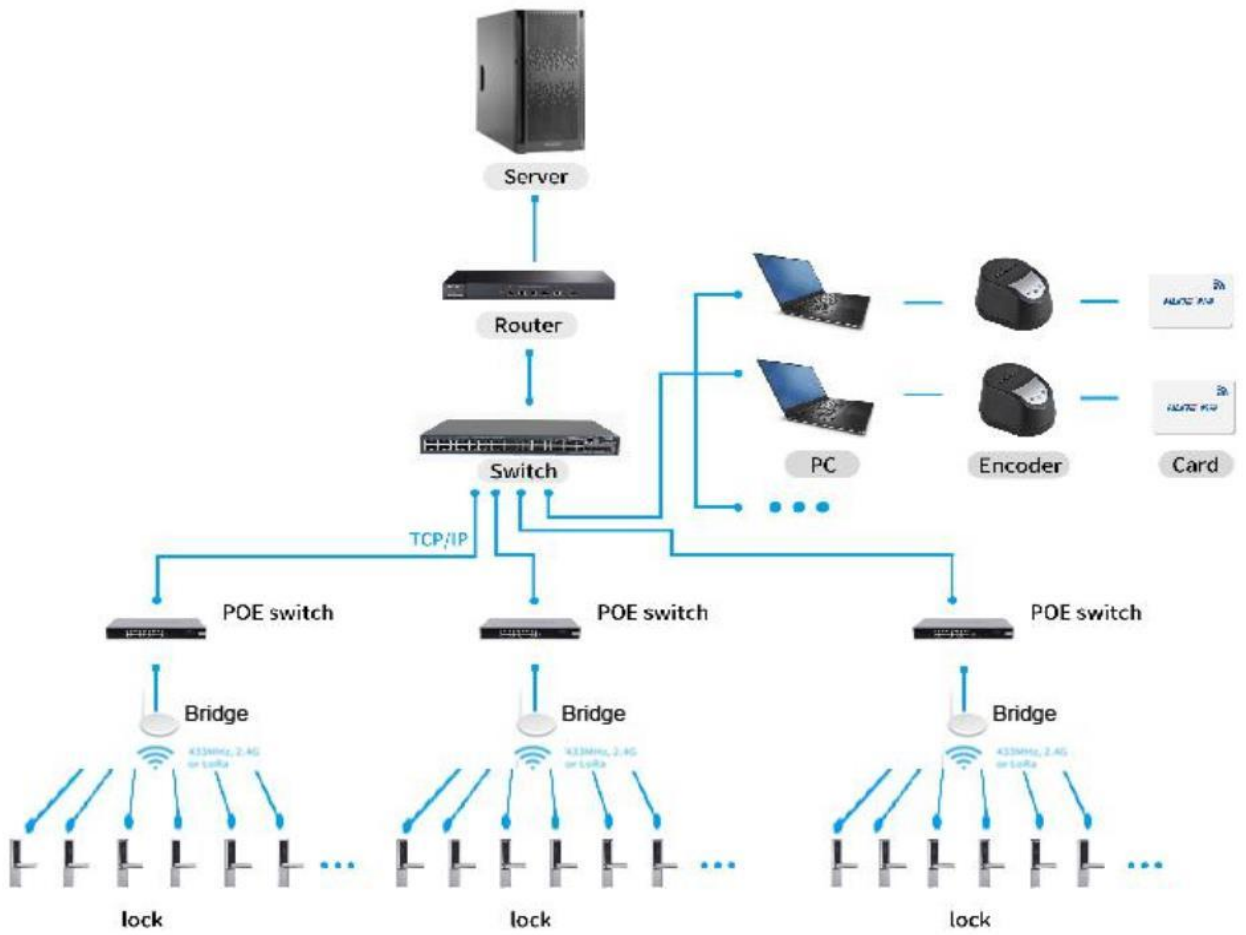 Server
Router
Switch
PC
Encoder
Card
TCP/IP
POE switch
POE switch
POE switch
Bridge
Bridge
Bridge
433MHz, 2.4G
or LoRa
433MHz, 2.4G
or LoRa
433MHz, 2.4G
or LoRa
lock
lock
lock